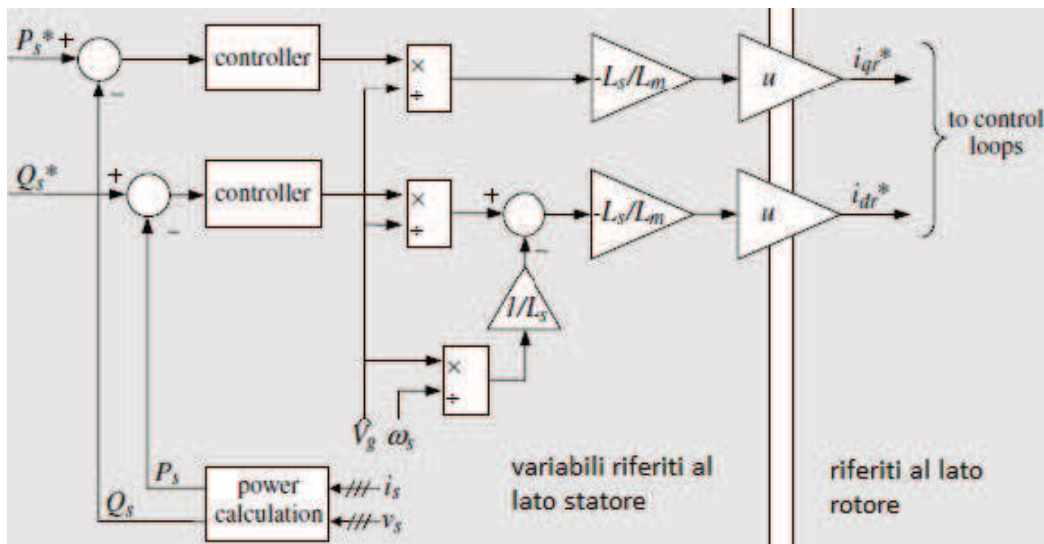 P_s* +
−
controller
×
÷
-L_s/L_m
u
i_qr*
to control
loops
Q_s* +
−
controller
×
÷
+
−
-L_s/L_m
u
i_dr*
1/L_s
×
÷
V̂_g ω_s
P_s
Q_s
power
calculation
i_s
v_s
variabili riferiti al
lato statore
riferiti al lato
rotore